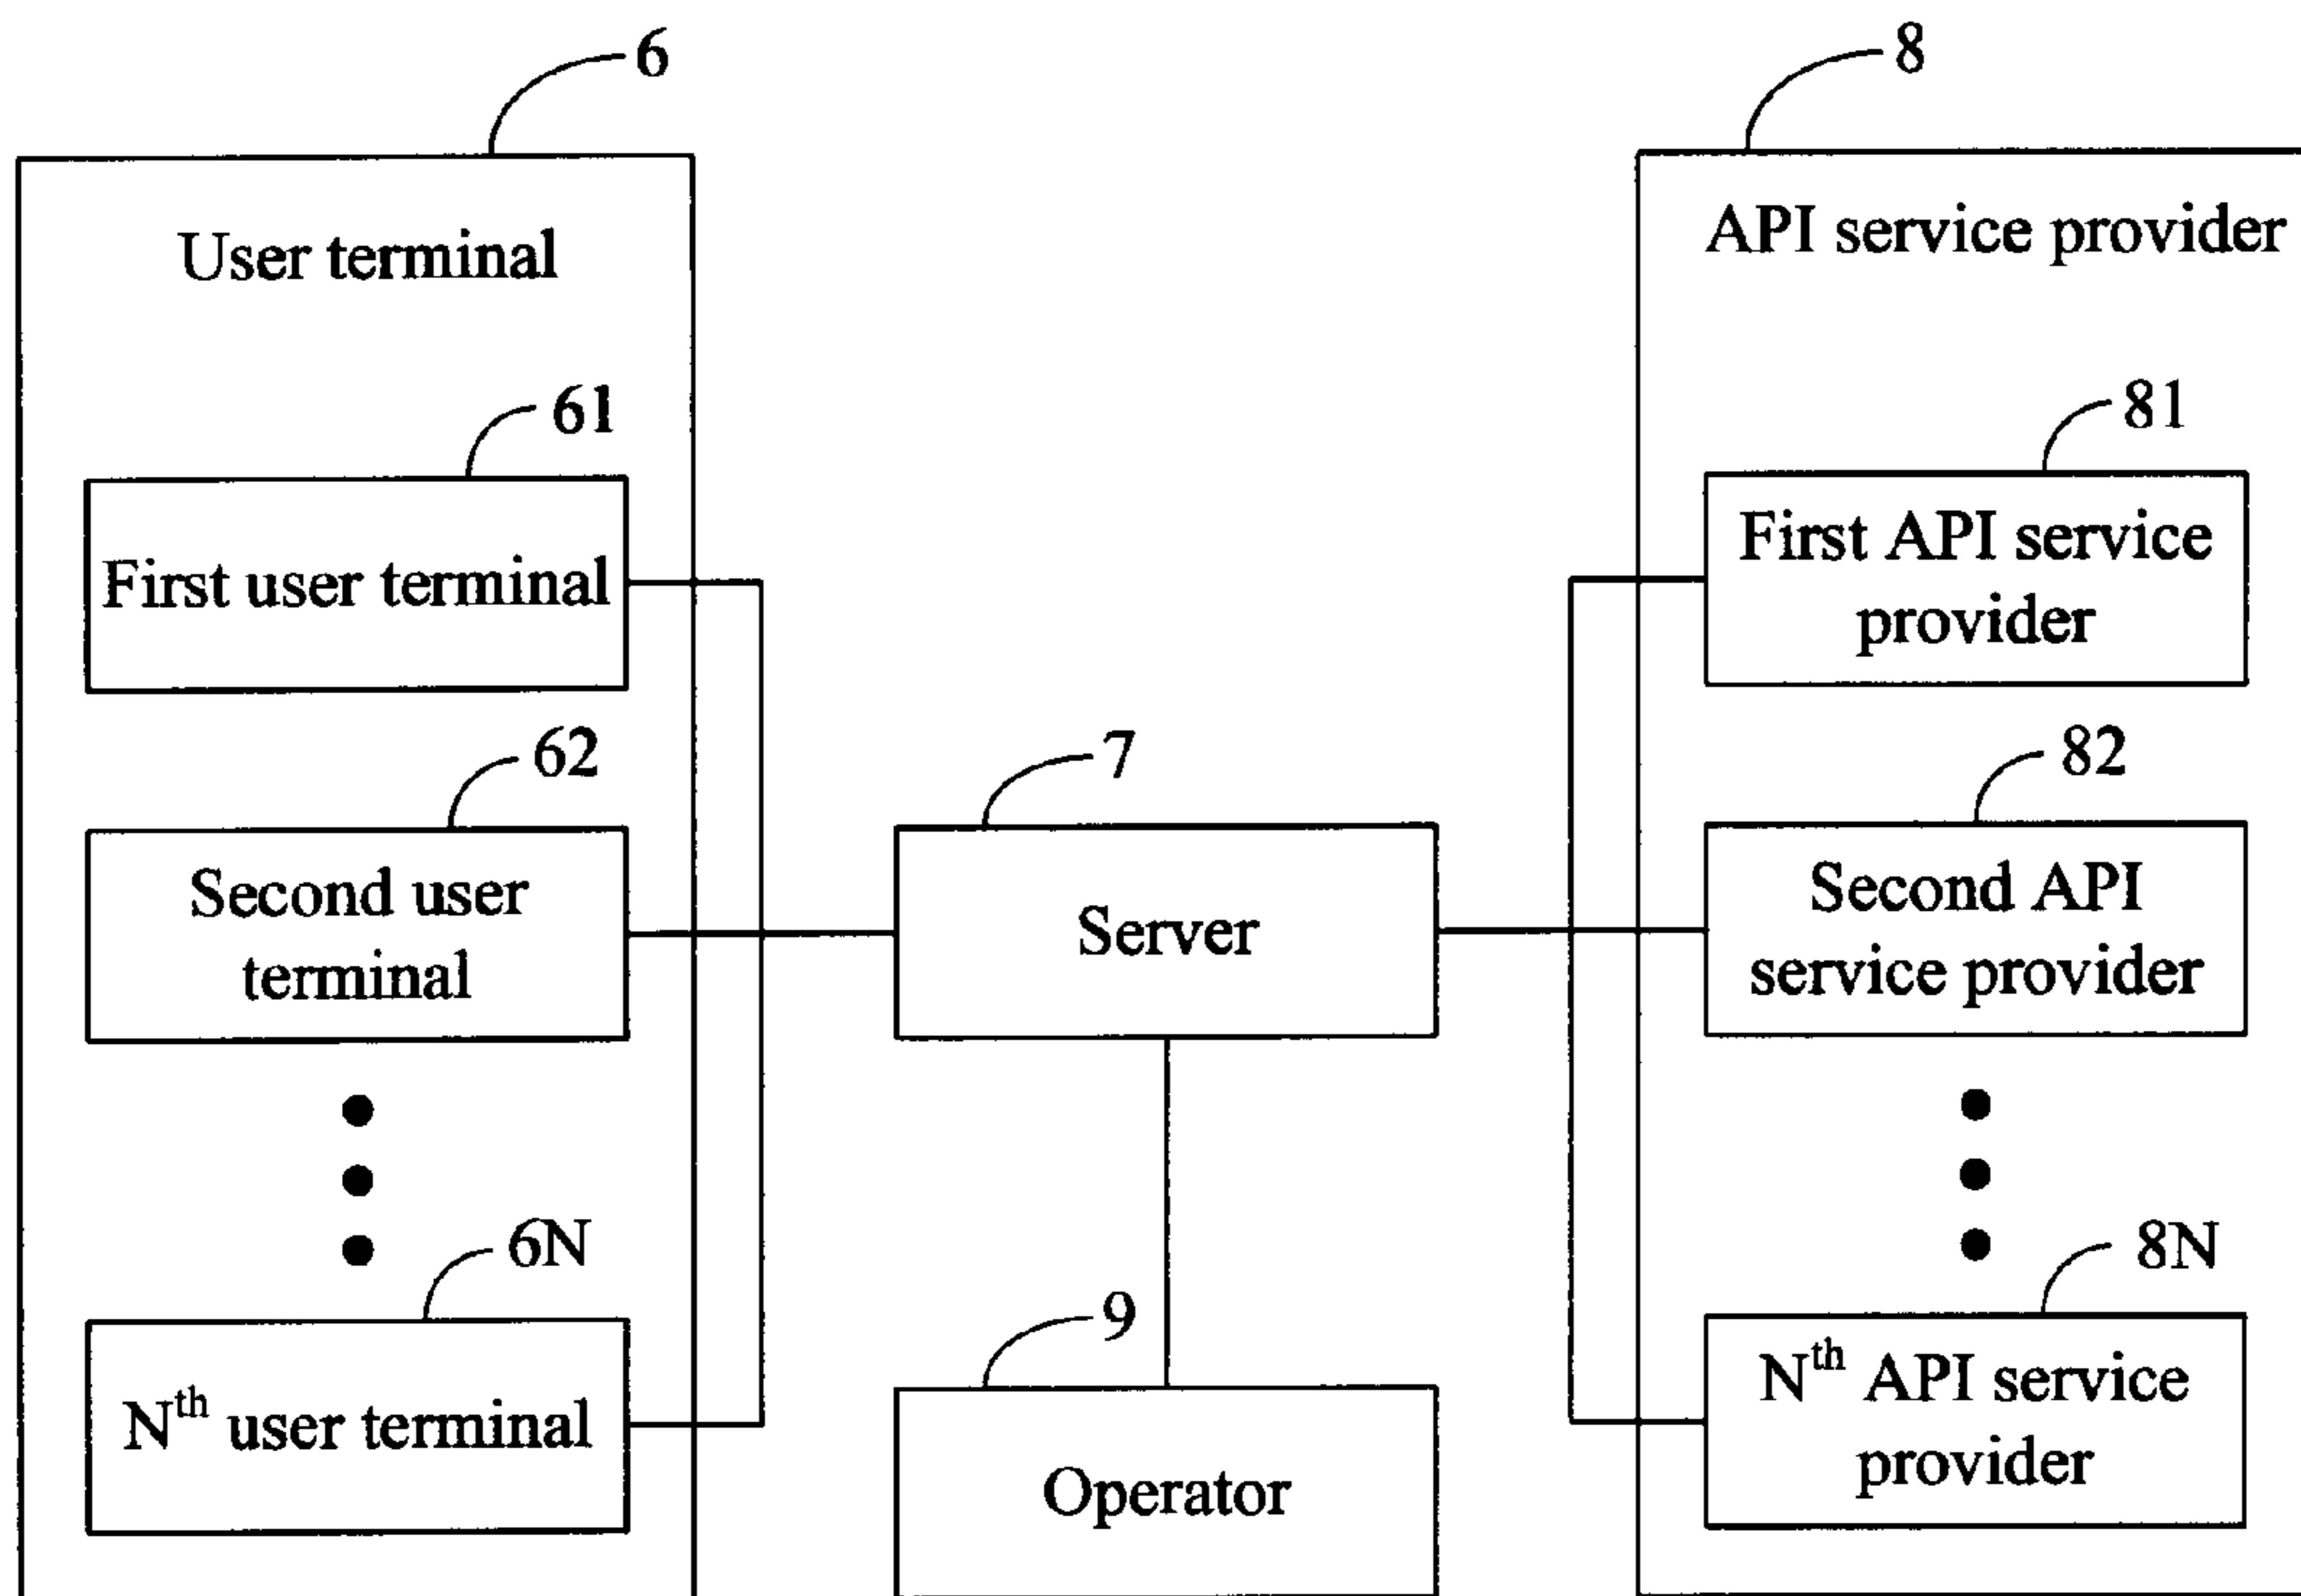 6
8
User terminal
API service provider
61
81
First user terminal
First API service
provider
62
7
82
Second user
terminal
Server
Second API
service provider
6N
8N
9
Nth user terminal
Nth API service
provider
Operator